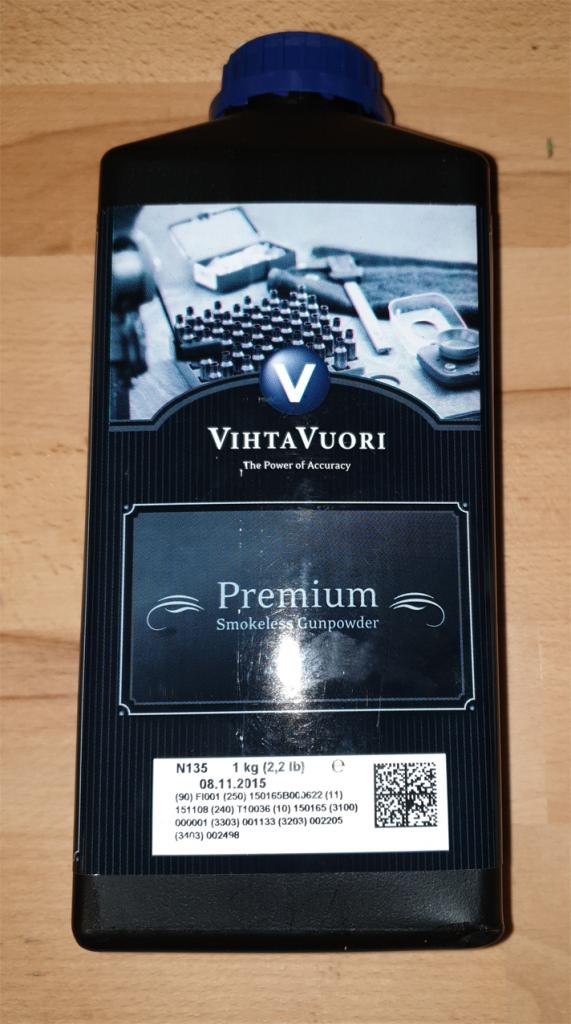 V
VIHTAVUORI
The Power of Accuracy
Premium
Smokeless Gunpowder
N135 1 kg (2,2 lb) ℮
08.11.2015
(90) FI001 (250) 150165B000622 (11)
151108 (240) T10036 (10) 150165 (3100)
000001 (3303) 001133 (3203) 002205
(3403) 002498